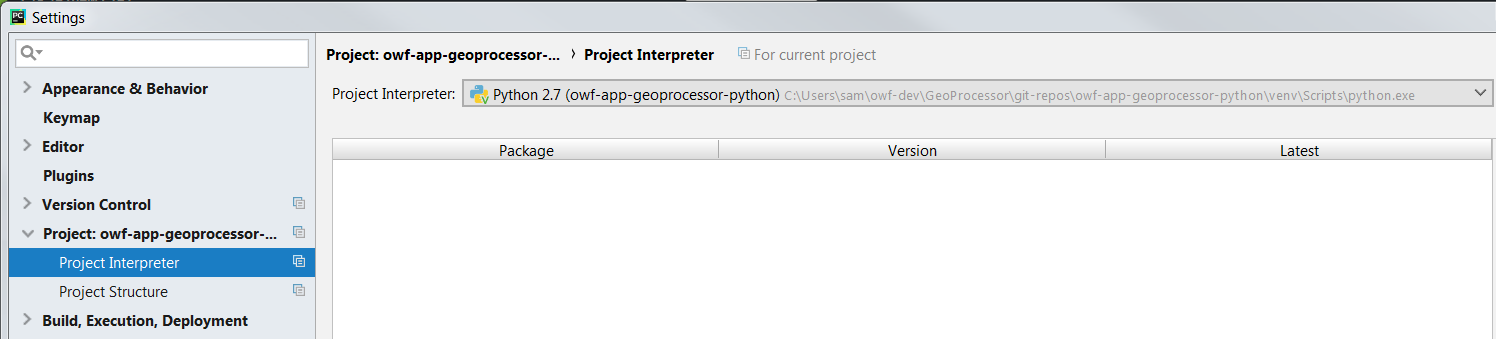 Settings
Project: owf-app-geoprocessor-... › Project Interpreter For current project
Appearance & Behavior
Keymap
Editor
Plugins
Version Control
Project: owf-app-geoprocessor-...
Project Interpreter
Project Structure
Build, Execution, Deployment
Project Interpreter: Python 2.7 (owf-app-geoprocessor-python) C:\Users\sam\owf-dev\GeoProcessor\git-repos\owf-app-geoprocessor-python\venv\Scripts\python.exe
Package Version Latest